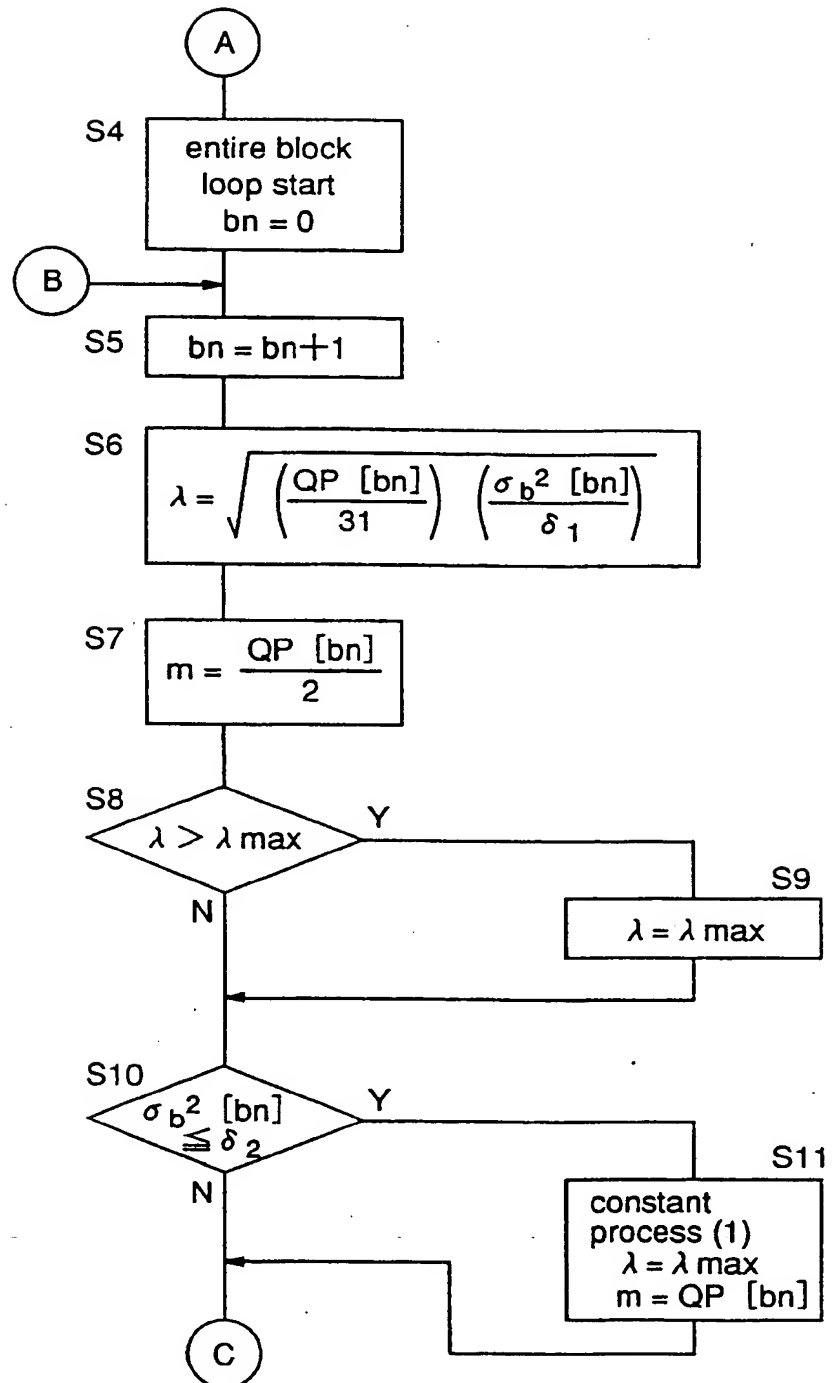 A
S4
entire block
loop start
bn = 0
B
S5
bn = bn+1
S6
λ = √ (QP [bn] / 31) (σb² [bn] / δ1)
S7
m = QP [bn] / 2
S8
λ > λ max
Y
N
S9
λ = λ max
S10
σb² [bn]
≦ δ2
Y
N
S11
constant
process (1)
λ = λ max
m = QP [bn]
C